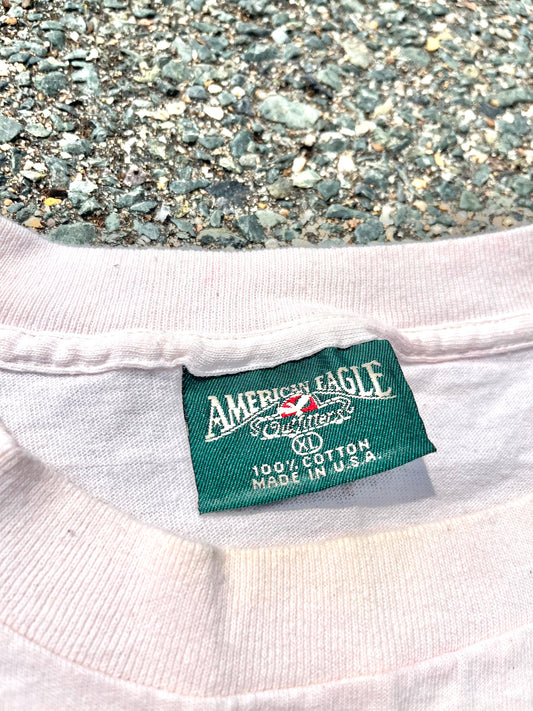 AMERICAN EAGLE
Outfitters
XL
100% COTTON
MADE IN U.S.A.